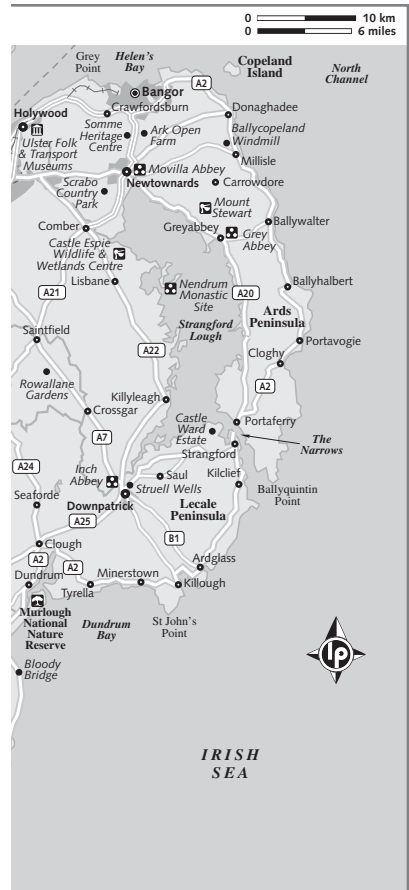 0 10 km
0 6 miles
Grey
Point
Helen's
Bay
Copeland
Island
North
Channel
Bangor
A2
Crawfordsburn
Donaghadee
Holywood
Somme
Heritage
Centre
Ark Open
Farm
Ballycopeland
Windmill
Ulster Folk
& Transport
Museums
Millisle
Movilla Abbey
Newtownards
Carrowdore
Scrabo
Country
Park
Mount
Stewart
Comber
Greyabbey
Grey
Abbey
Ballywalter
Castle Espie
Wildlife &
Wetlands Centre
Lisbane
Nendrum
Monastic
Site
A21
A20
Ballyhalbert
Ards
Peninsula
Strangford
Lough
Saintfield
A22
Portavogie
Cloghy
Rowallane
Gardens
A2
Killyleagh
Crossgar
Castle
Ward
Estate
Portaferry
A7
The
Narrows
Strangford
A24
Inch
Abbey
Saul
Kilclief
Struell Wells
Seaforde
Downpatrick
Lecale
Peninsula
Ballyquintin
Point
A25
B1
Clough
A2
A2
Ardglass
Dundrum
Minerstown
Killough
Tyrella
Murlough
National
Nature
Reserve
Dundrum
Bay
St John's
Point
Bloody
Bridge
lp
IRISH
SEA